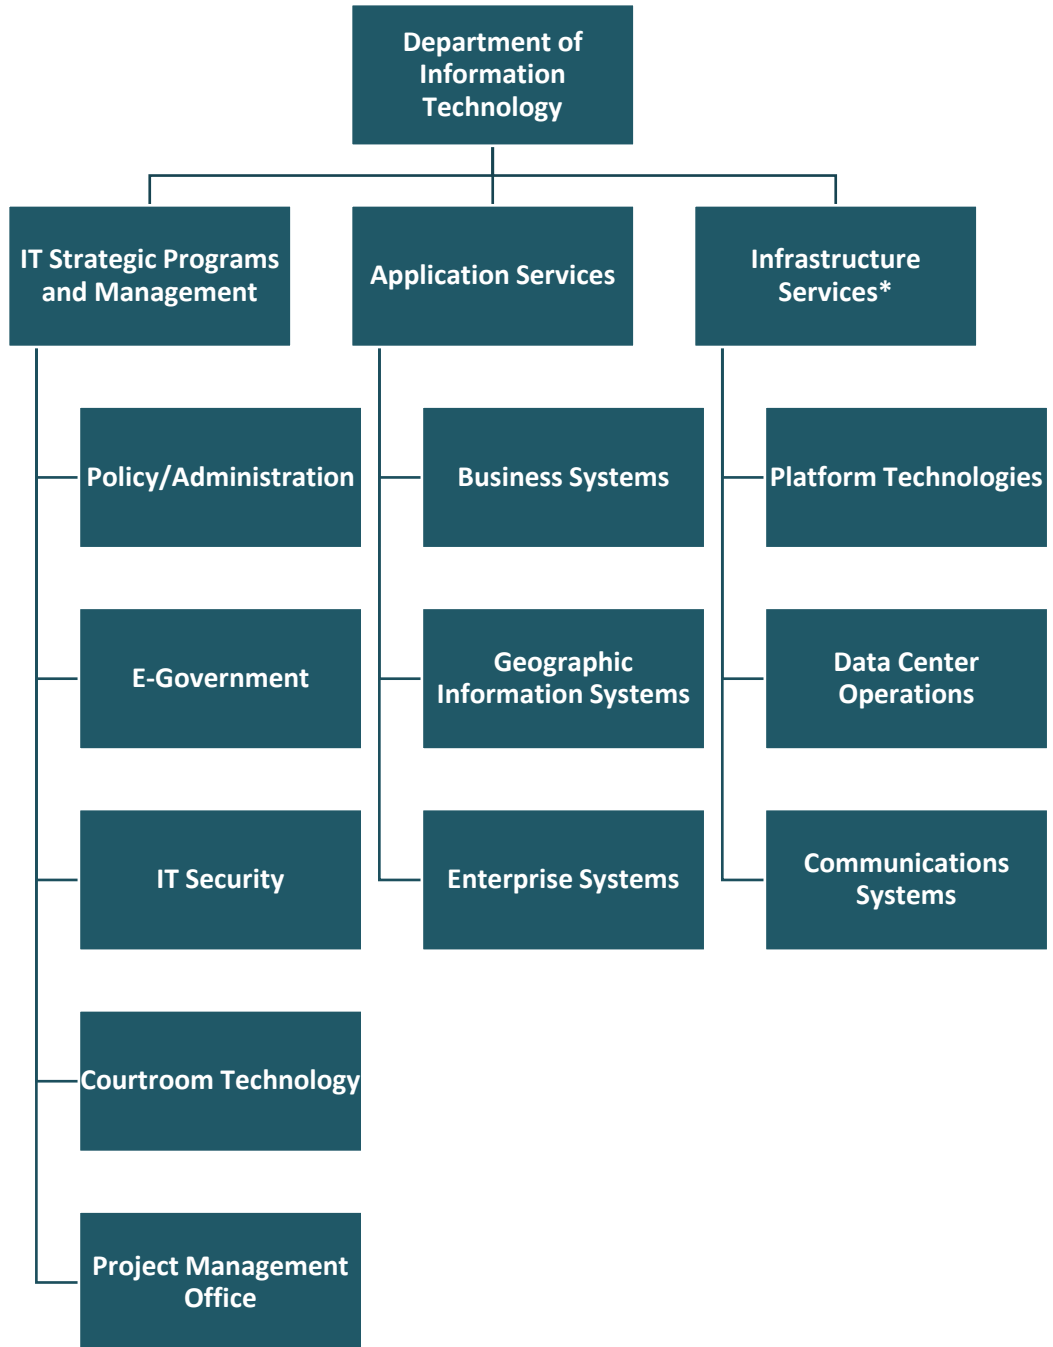 Department of
Information
Technology
IT Strategic Programs
and Management
Application Services
Infrastructure
Services*
Policy/Administration
Business Systems
Platform Technologies
E-Government
Geographic
Information Systems
Data Center
Operations
IT Security
Enterprise Systems
Communications
Systems
Courtroom Technology
Project Management
Office